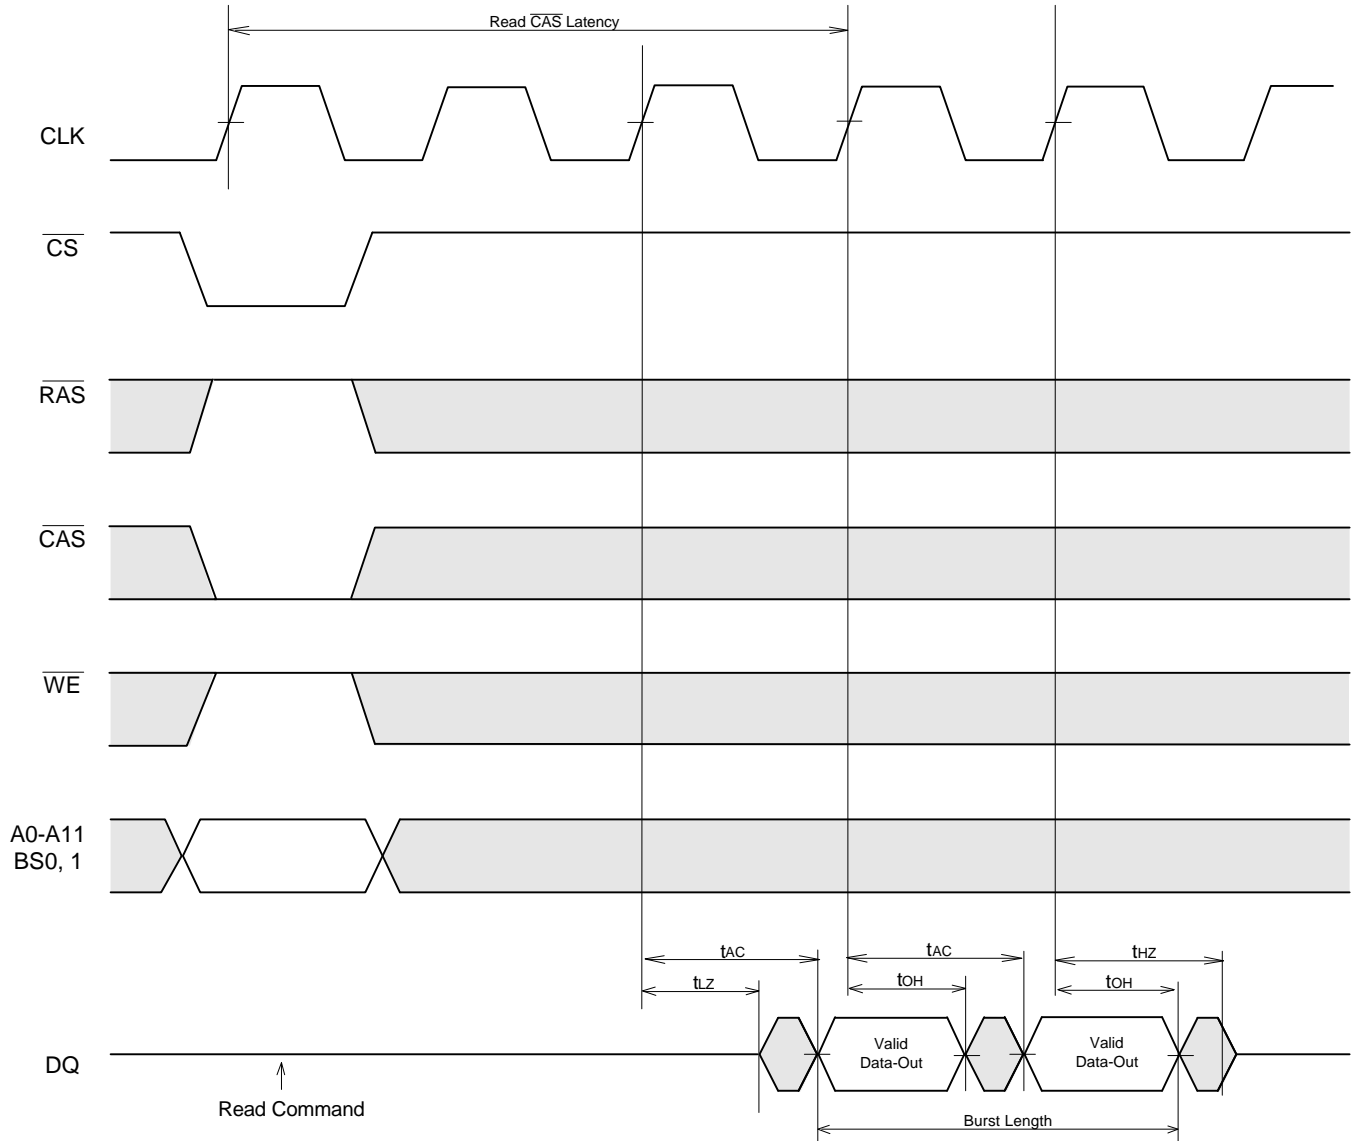 Read CAS Latency
CLK
CS
RAS
CAS
WE
A0-A11
BS0, 1
tAC
tAC
tHZ
tLZ
tOH
tOH
DQ
Valid
Data-Out
Valid
Data-Out
Read Command
Burst Length